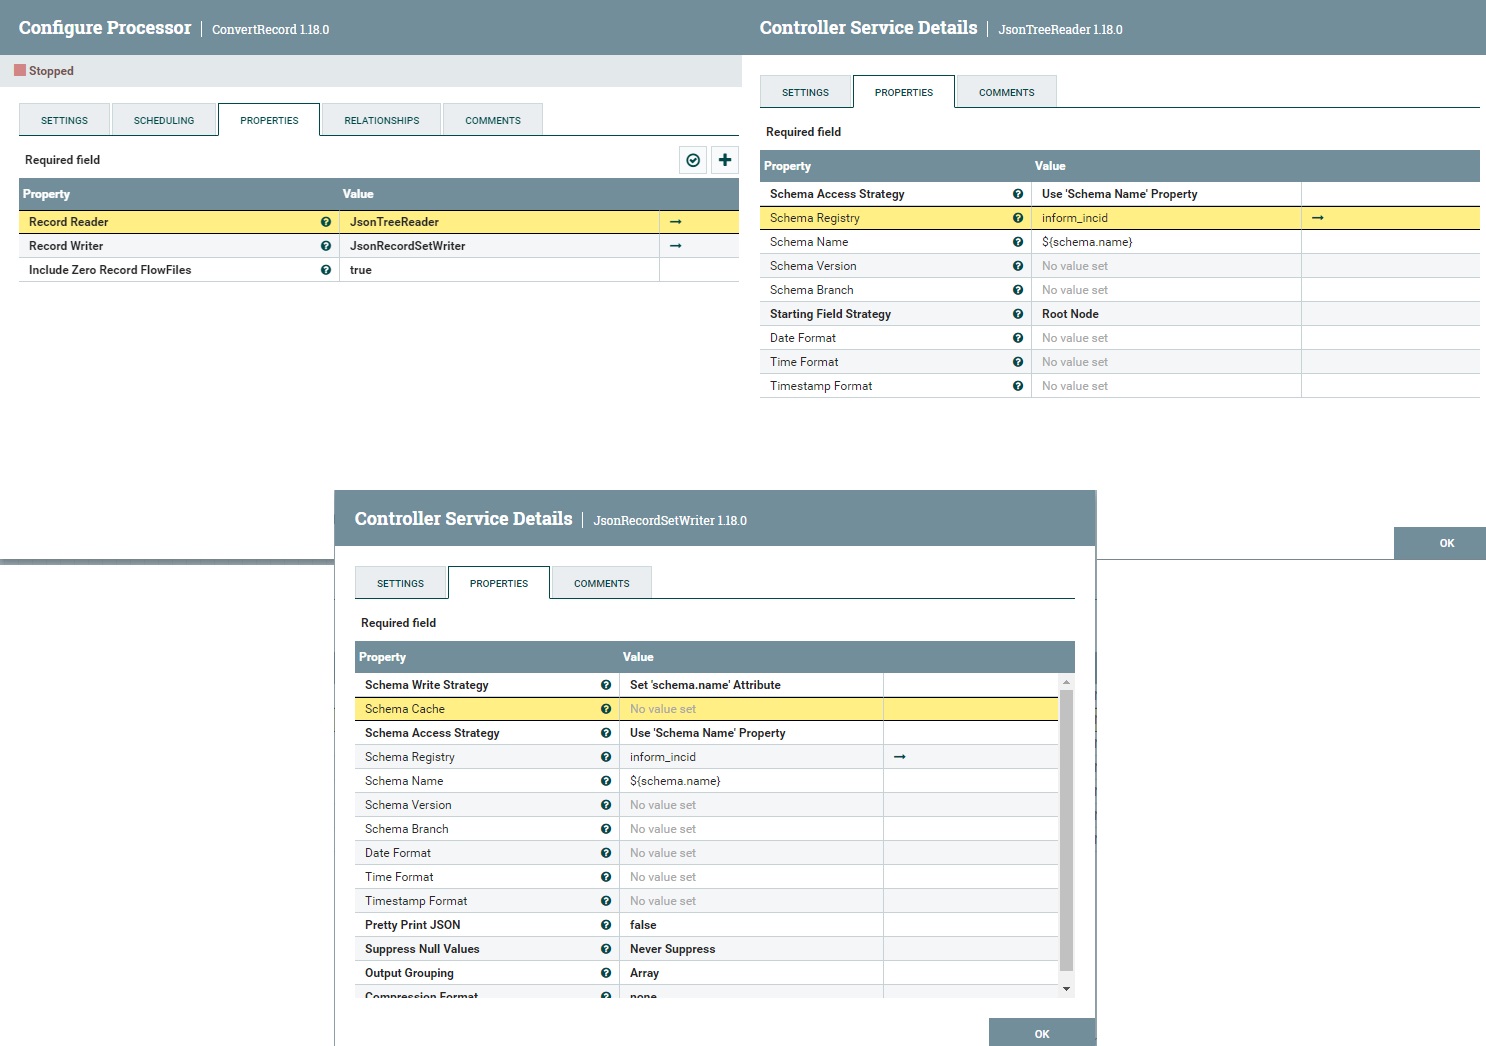 Configure Processor | ConvertRecord 1.18.0
Stopped
SETTINGS SCHEDULING PROPERTIES RELATIONSHIPS COMMENTS
Required field
Property Value
Record Reader JsonTreeReader
Record Writer JsonRecordSetWriter
Include Zero Record FlowFiles true
Controller Service Details | JsonTreeReader 1.18.0
SETTINGS PROPERTIES COMMENTS
Required field
Property Value
Schema Access Strategy Use 'Schema Name' Property
Schema Registry inform_incid
Schema Name ${schema.name}
Schema Version No value set
Schema Branch No value set
Starting Field Strategy Root Node
Date Format No value set
Time Format No value set
Timestamp Format No value set
OK
Controller Service Details | JsonRecordSetWriter 1.18.0
SETTINGS PROPERTIES COMMENTS
Required field
Property Value
Schema Write Strategy Set 'schema.name' Attribute
Schema Cache No value set
Schema Access Strategy Use 'Schema Name' Property
Schema Registry inform_incid
Schema Name ${schema.name}
Schema Version No value set
Schema Branch No value set
Date Format No value set
Time Format No value set
Timestamp Format No value set
Pretty Print JSON false
Suppress Null Values Never Suppress
Output Grouping Array
Compression Format none
OK